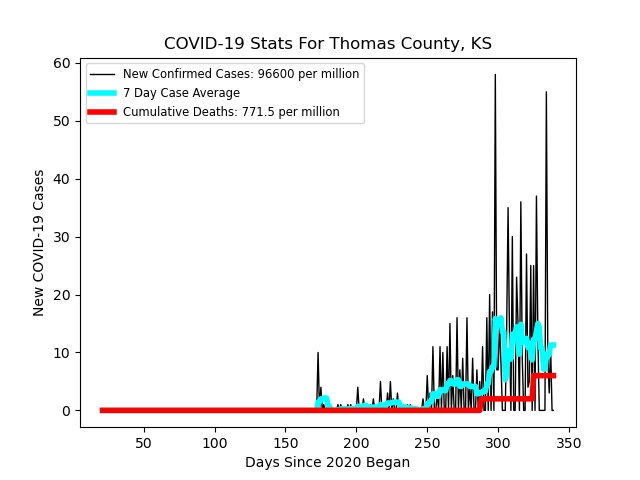 COVID-19 Stats For Thomas County, KS
New Confirmed Cases: 96600 per million
7 Day Case Average
Cumulative Deaths: 771.5 per million
New COVID-19 Cases
60
50
40
30
20
10
0
50 100 150 200 250 300 350
Days Since 2020 Began